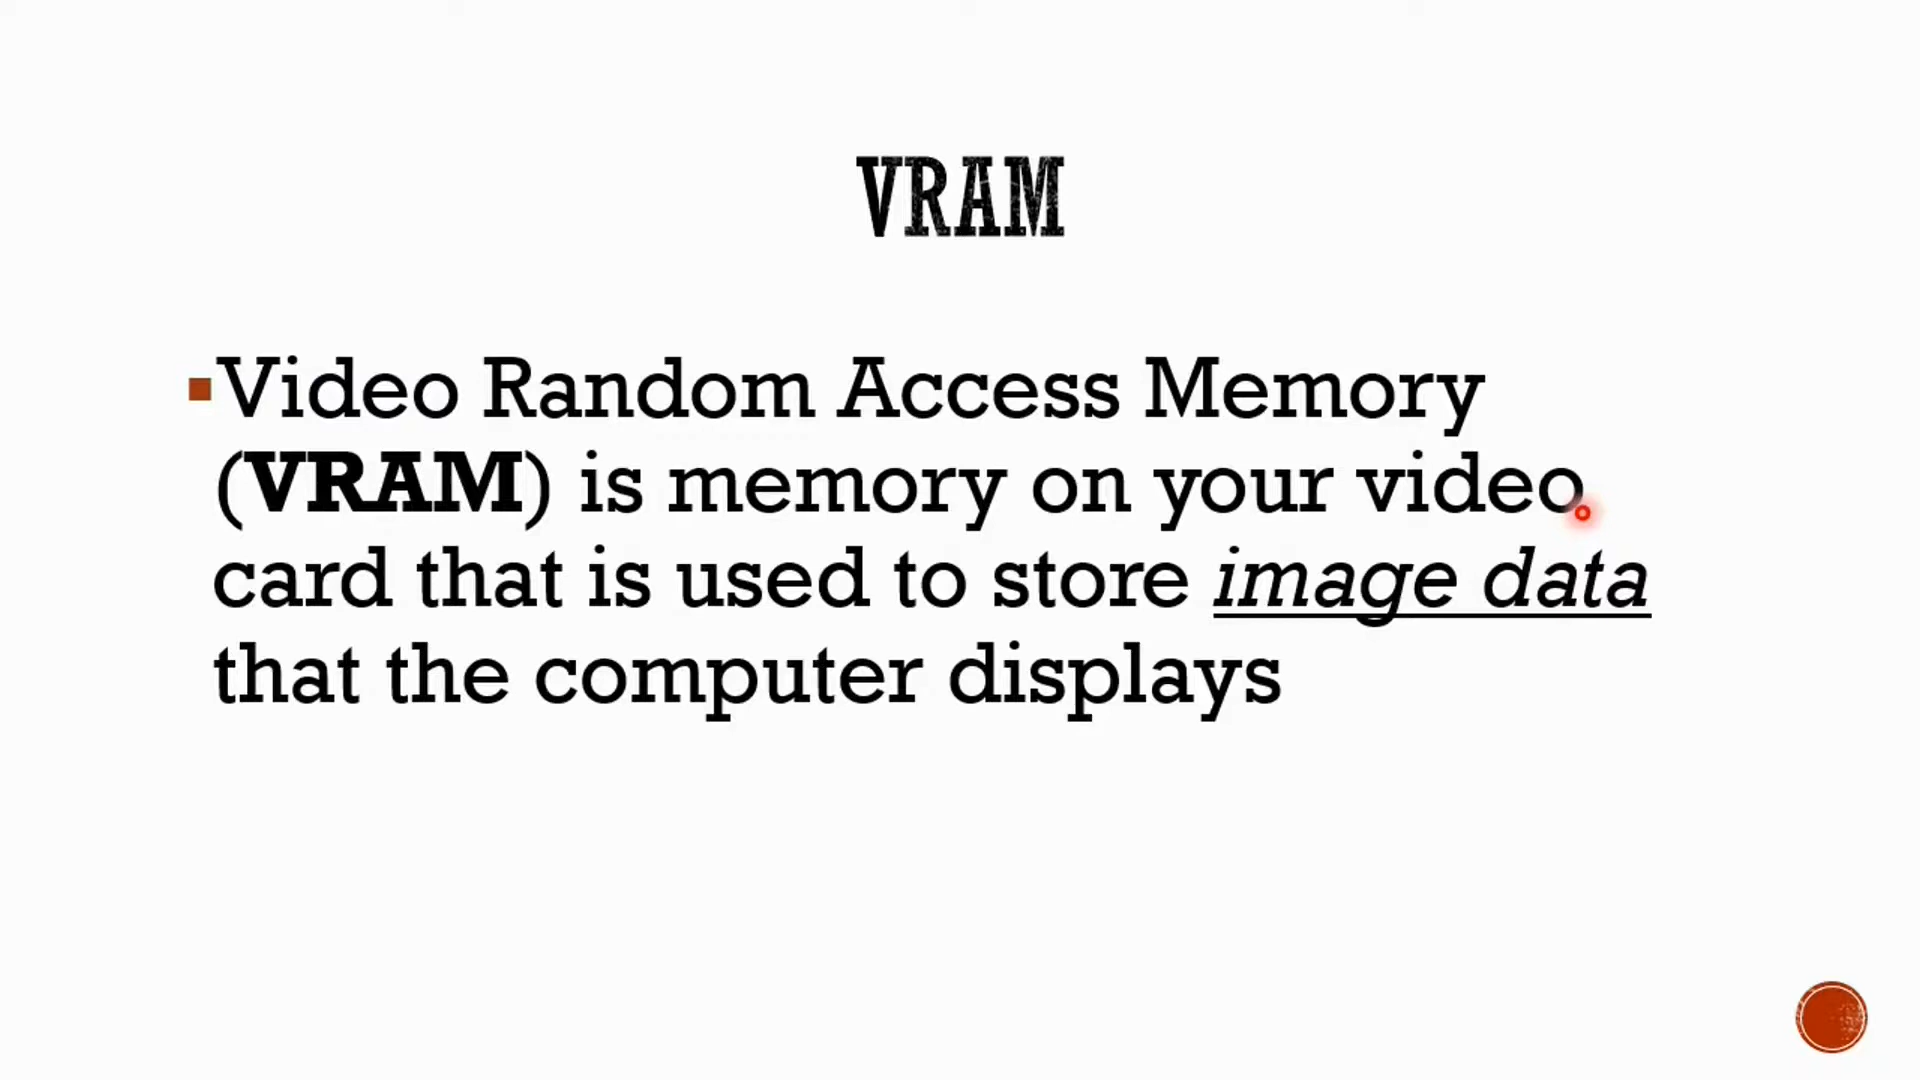 VRAM
Video Random Access Memory
(VRAM) is memory on your video
card that is used to store image data
that the computer displays